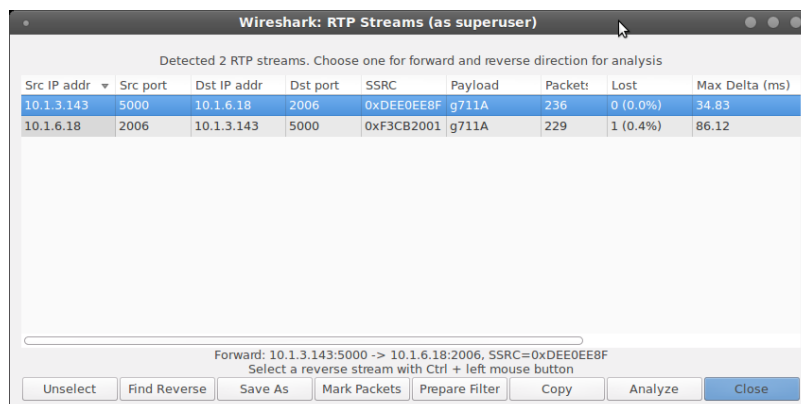 Wireshark: RTP Streams (as superuser)
Detected 2 RTP streams. Choose one for forward and reverse direction for analysis
Src IP addr Src port Dst IP addr Dst port SSRC Payload Packets Lost Max Delta (ms)
10.1.3.143 5000 10.1.6.18 2006 0xDEE0EE8F g711A 236 0 (0.0%) 34.83
10.1.6.18 2006 10.1.3.143 5000 0xF3CB2001 g711A 229 1 (0.4%) 86.12
Forward: 10.1.3.143:5000 -> 10.1.6.18:2006, SSRC=0xDEE0EE8F
Select a reverse stream with Ctrl + left mouse button
Unselect Find Reverse Save As Mark Packets Prepare Filter Copy Analyze Close